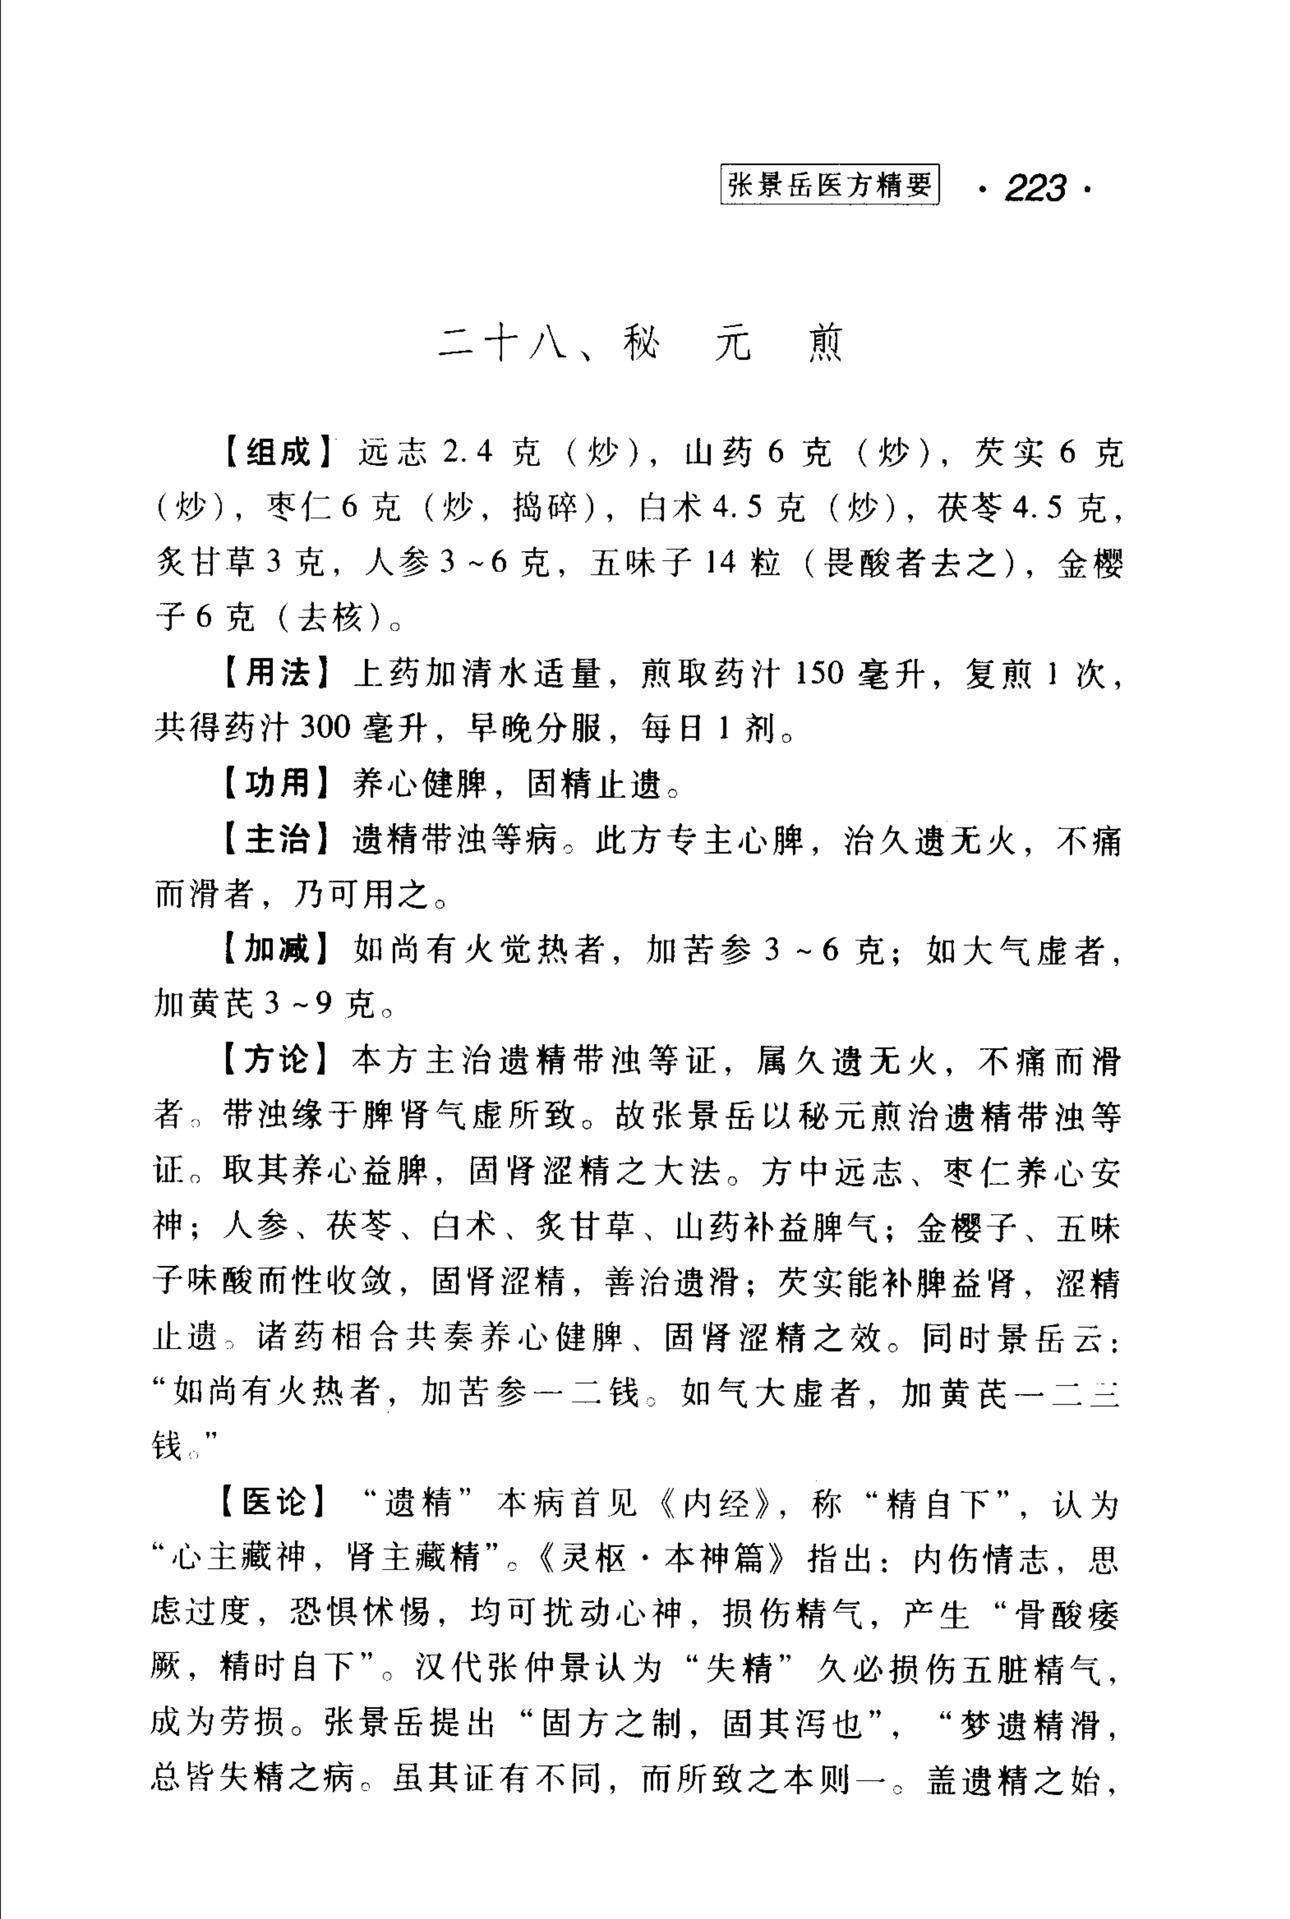 张景岳医方精要 ·223·
二十八、秘 元 煎
【组成】 远志 2.4 克（炒），山药 6 克（炒），芡实 6 克
（炒），枣仁 6 克（炒，捣碎），白术 4.5 克（炒），茯苓 4.5 克，
炙甘草 3 克，人参 3~6 克，五味子 14 粒（畏酸者去之），金樱
子 6 克（去核）。
【用法】 上药加清水适量，煎取药汁 150 毫升，复煎 1 次，
共得药汁 300 毫升，早晚分服，每日 1 剂。
【功用】 养心健脾，固精止遗。
【主治】 遗精带浊等病。此方专主心脾，治久遗无火，不痛
而滑者，乃可用之。
【加减】 如尚有火觉热者，加苦参 3~6 克；如大气虚者，
加黄芪 3~9 克。
【方论】 本方主治遗精带浊等证，属久遗无火，不痛而滑
者。带浊缘于脾肾气虚所致。故张景岳以秘元煎治遗精带浊等
证。取其养心益脾，固肾涩精之大法。方中远志、枣仁养心安
神；人参、茯苓、白术、炙甘草、山药补益脾气；金樱子、五味
子味酸而性收敛，固肾涩精，善治遗滑；芡实能补脾益肾，涩精
止遗。诸药相合共奏养心健脾、固肾涩精之效。同时景岳云：
“如尚有火热者，加苦参一二钱。如气大虚者，加黄芪一二三
钱。”
【医论】 “遗精”本病首见《内经》，称“精自下”，认为
“心主藏神，肾主藏精”。《灵枢·本神篇》指出：内伤情志，思
虑过度，恐惧怵惕，均可扰动心神，损伤精气，产生“骨酸痿
厥，精时自下”。汉代张仲景认为“失精”久必损伤五脏精气，
成为劳损。张景岳提出“固方之制，固其泻也”，“梦遗精滑，
总皆失精之病。虽其证有不同，而所致之本则一。盖遗精之始，